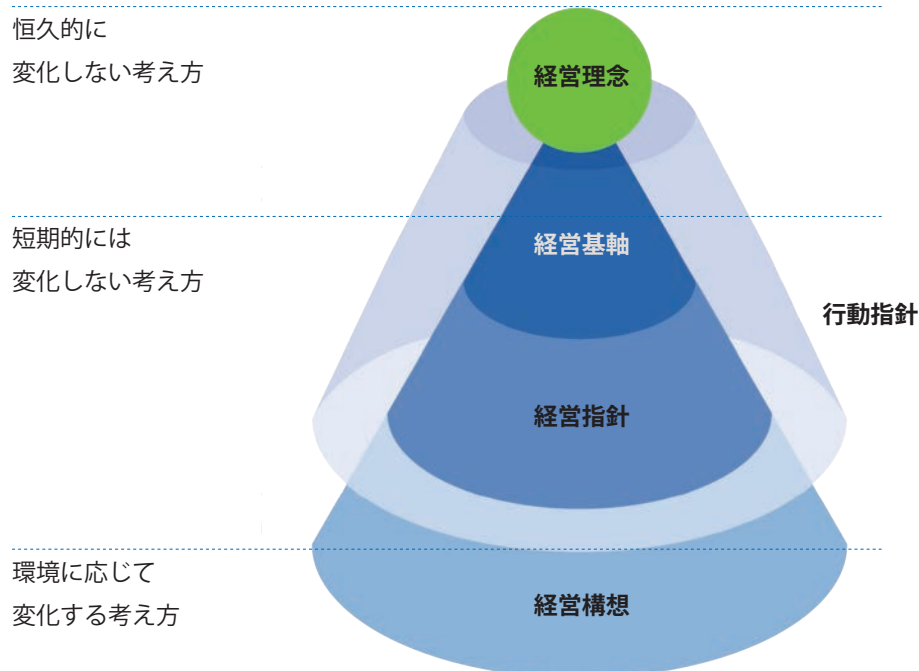 恒久的に
変化しない考え方
経営理念
短期的には
変化しない考え方
経営基軸
行動指針
経営指針
環境に応じて
変化する考え方
経営構想